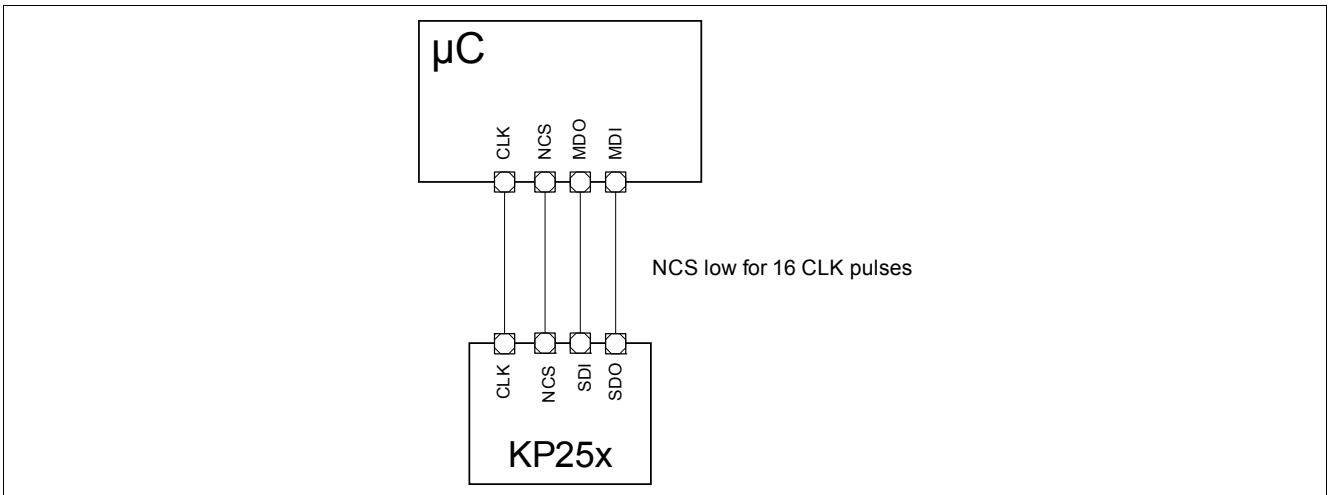 µC
CLK
NCS
MDO
MDI
NCS low for 16 CLK pulses
CLK
NCS
SDI
SDO
KP25x